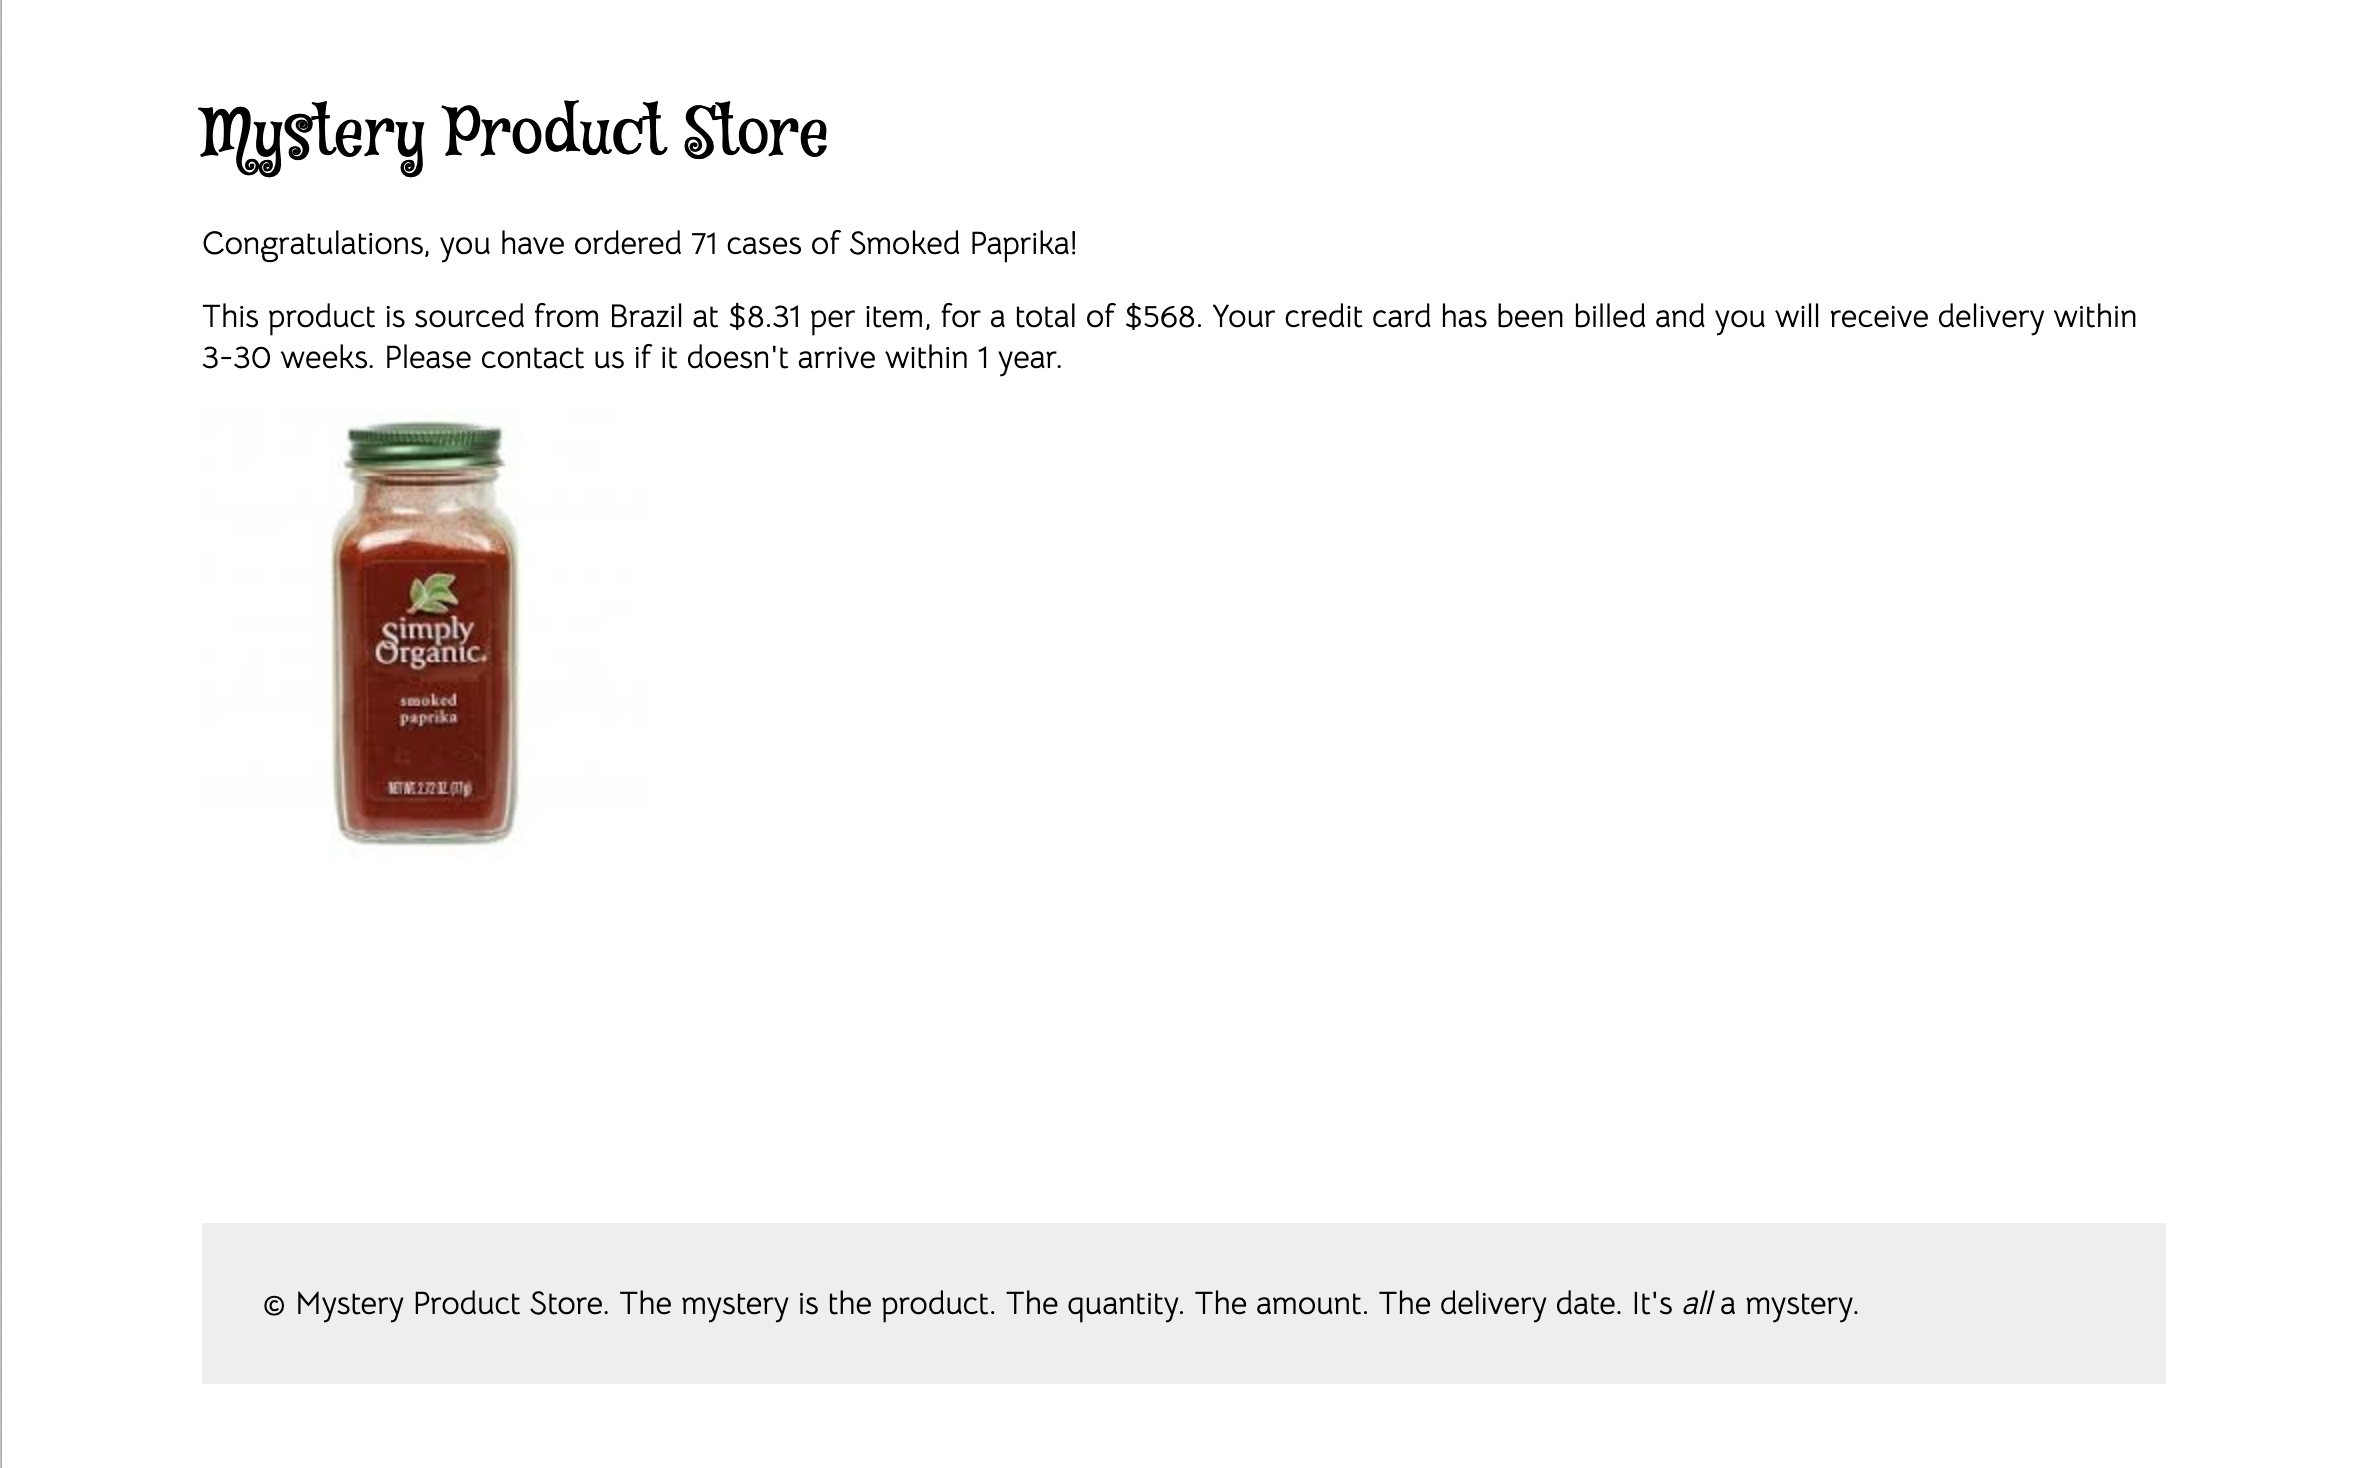 Mystery Product Store
Congratulations, you have ordered 71 cases of Smoked Paprika!
This product is sourced from Brazil at $8.31 per item, for a total of $568. Your credit card has been billed and you will receive delivery within
3-30 weeks. Please contact us if it doesn't arrive within 1 year.
Simply
Organic.
smoked
paprika
NET WT. 2.72 OZ. (77g)
© Mystery Product Store. The mystery is the product. The quantity. The amount. The delivery date. It's all a mystery.